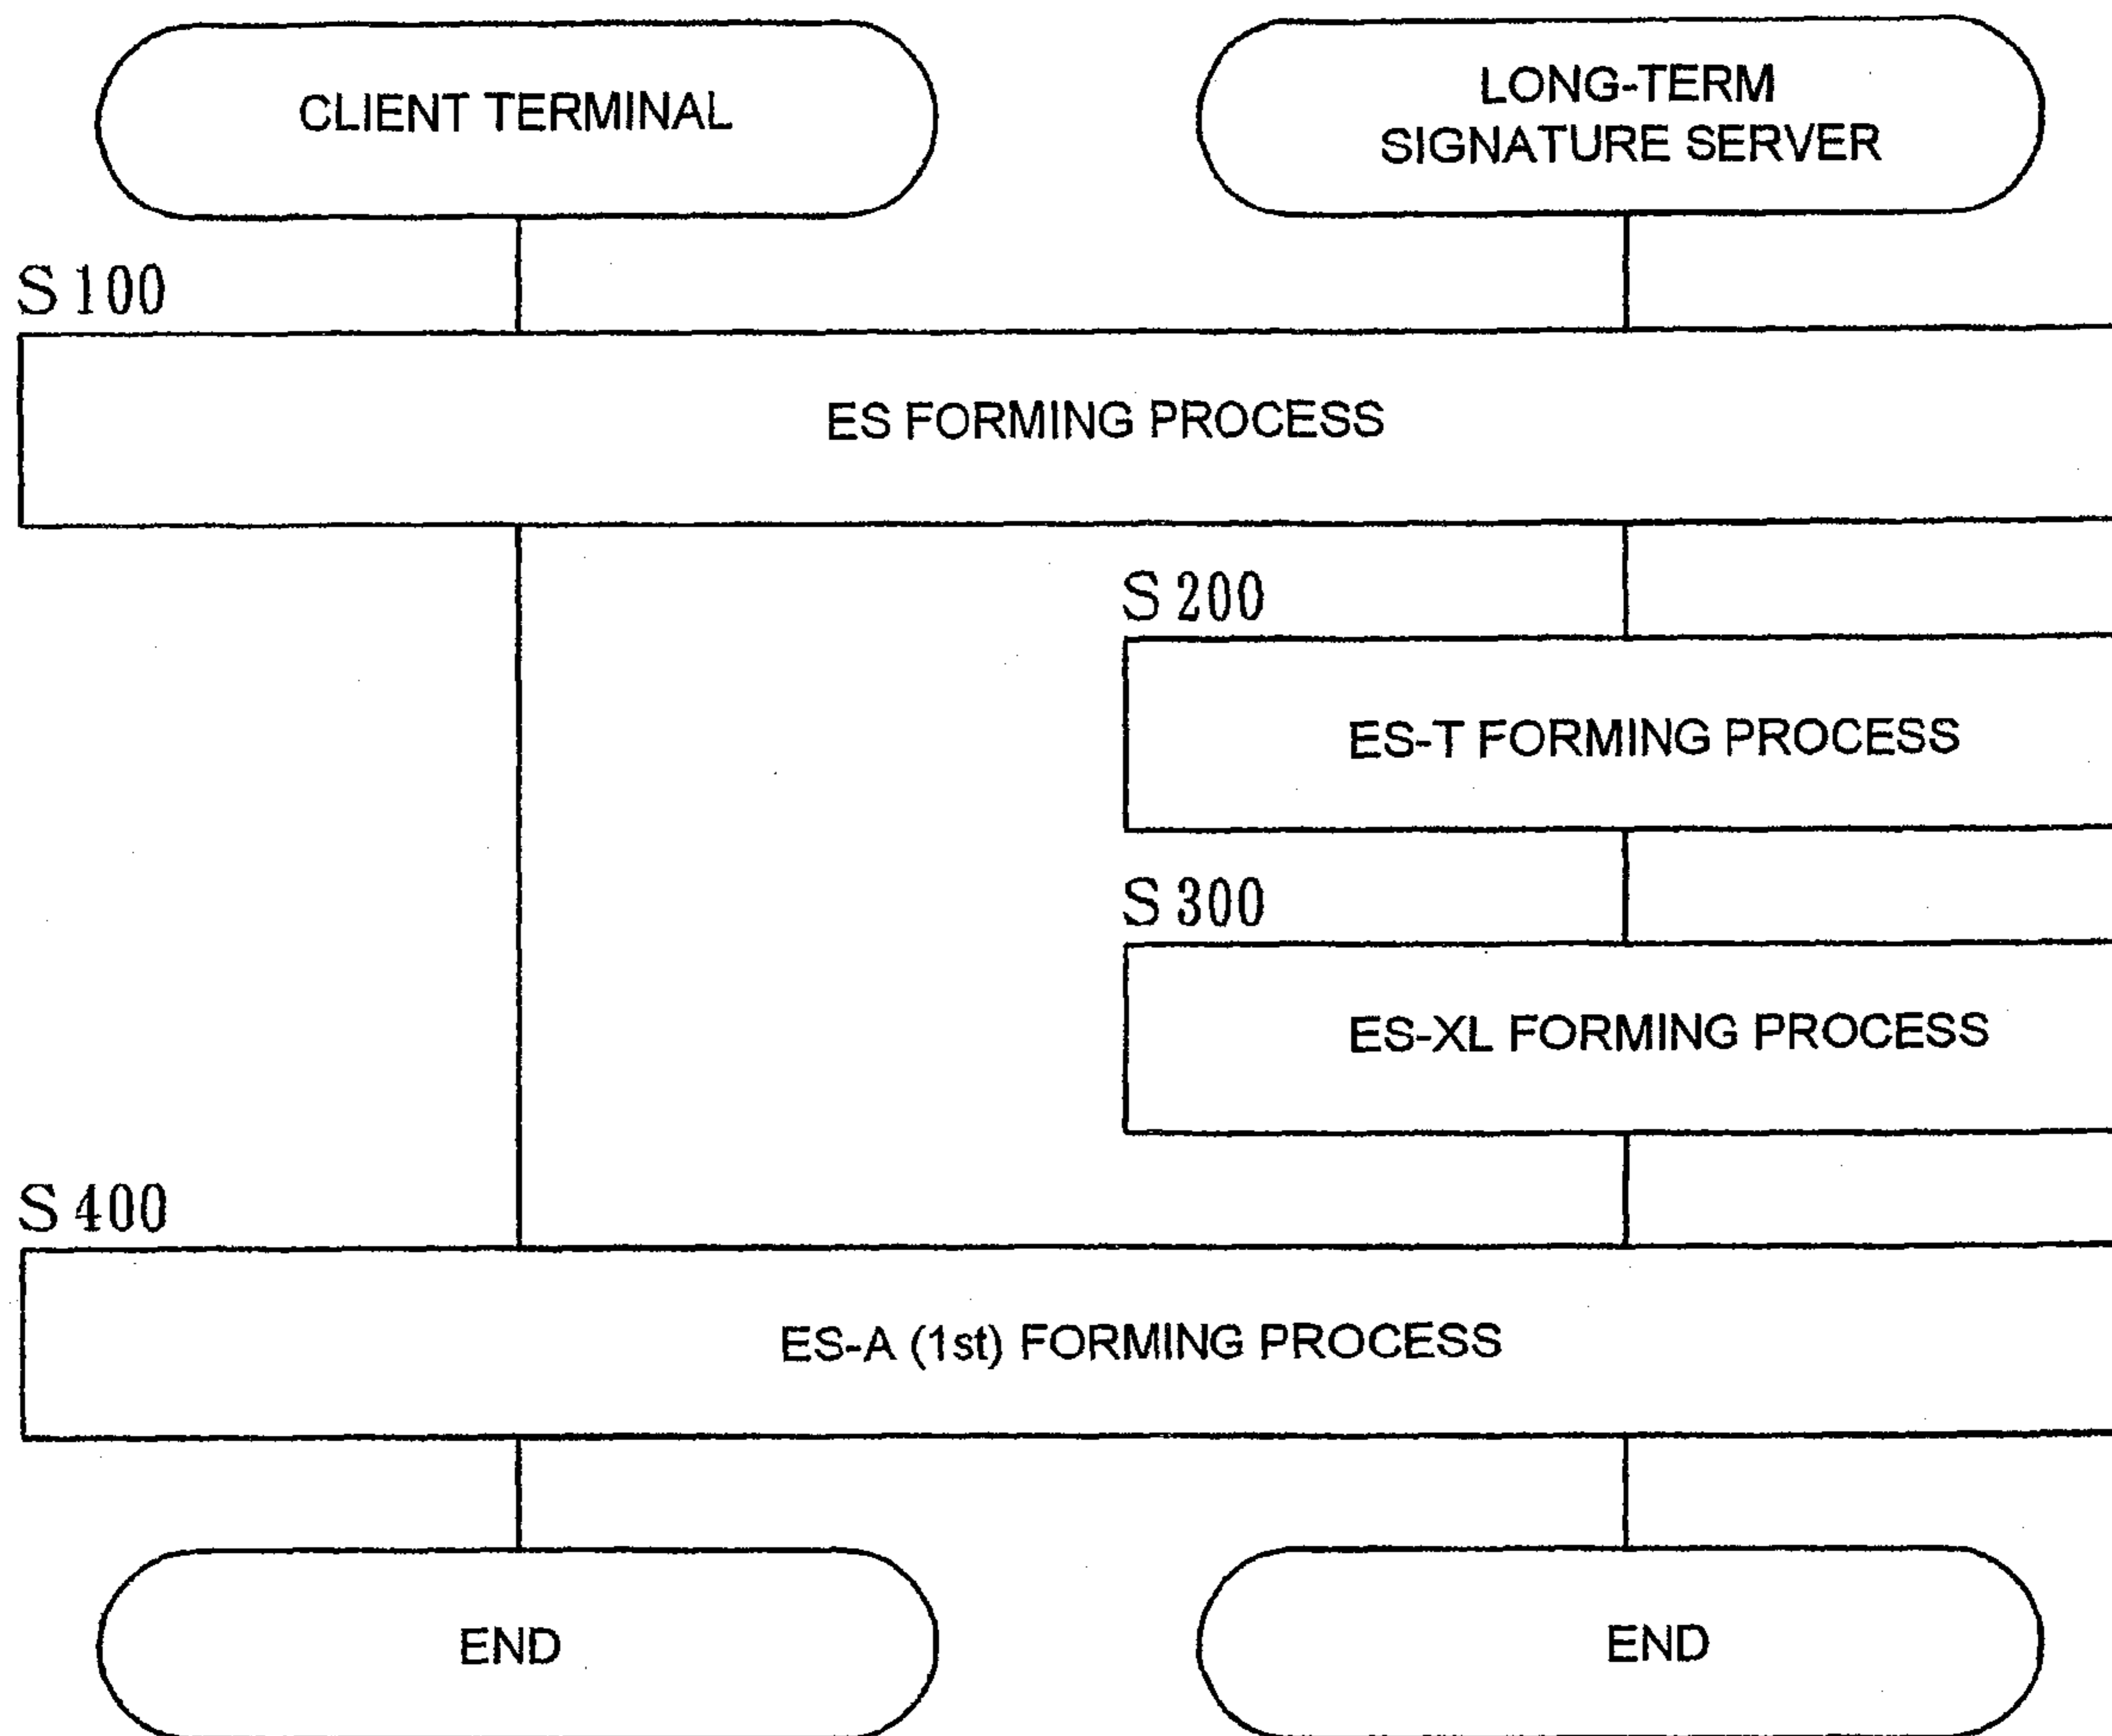 CLIENT TERMINAL
LONG-TERM
SIGNATURE SERVER
S100
ES FORMING PROCESS
S200
ES-T FORMING PROCESS
S300
ES-XL FORMING PROCESS
S400
ES-A (1st) FORMING PROCESS
END
END